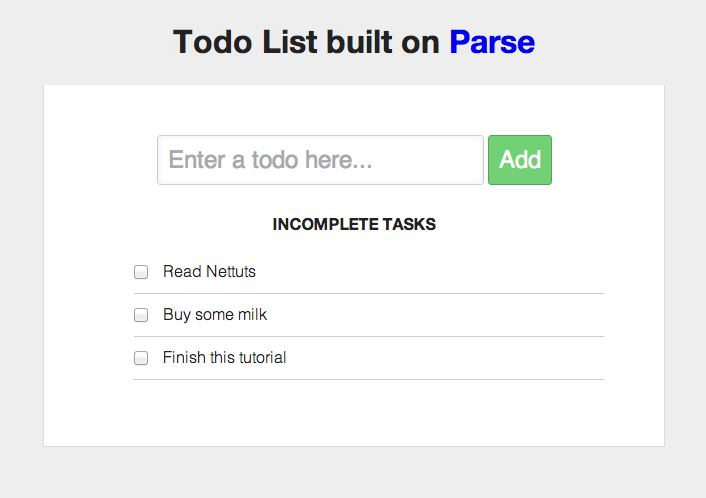 Todo List built on Parse
Enter a todo here...
Add
INCOMPLETE TASKS
Read Nettuts
Buy some milk
Finish this tutorial